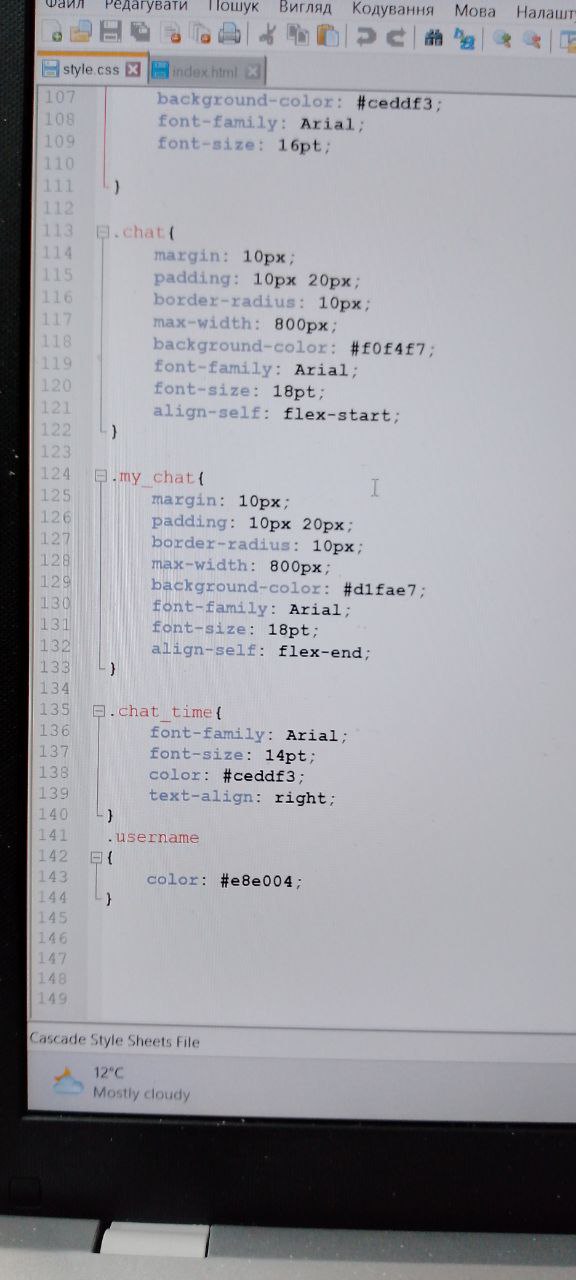 Файл Редагувати Пошук Вигляд Кодування Мова Налашт
style.css index.html
107 background-color: #ceddf3;
108 font-family: Arial;
109 font-size: 16pt;
110
111 }
112
113 .chat{
114 margin: 10px;
115 padding: 10px 20px;
116 border-radius: 10px;
117 max-width: 800px;
118 background-color: #f0f4f7;
119 font-family: Arial;
120 font-size: 18pt;
121 align-self: flex-start;
122 }
123
124 .my_chat{
125 margin: 10px;
126 padding: 10px 20px;
127 border-radius: 10px;
128 max-width: 800px;
129 background-color: #d1fae7;
130 font-family: Arial;
131 font-size: 18pt;
132 align-self: flex-end;
133 }
134
135 .chat_time{
136 font-family: Arial;
137 font-size: 14pt;
138 color: #ceddf3;
139 text-align: right;
140 }
141 .username
142 {
143 color: #e8e004;
144 }
145
146
147
148
149
Cascade Style Sheets File
12°C
Mostly cloudy